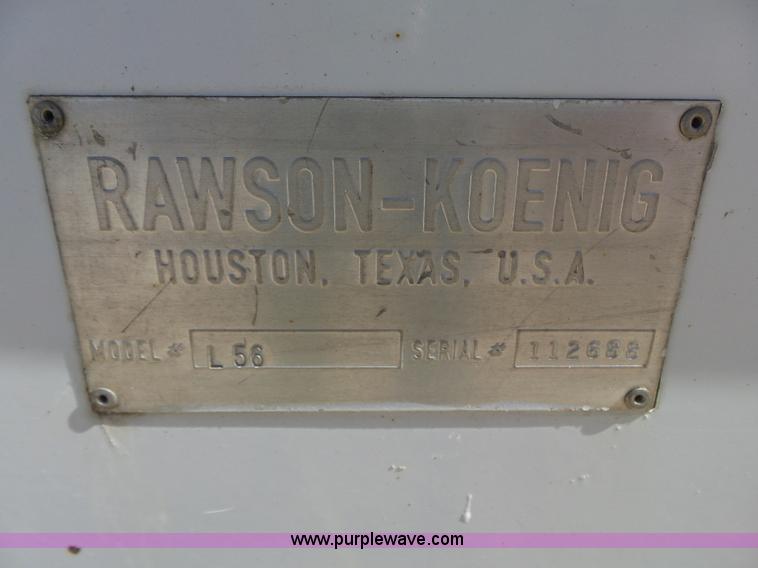 RAWSON-KOENIG
HOUSTON, TEXAS, U.S.A.
MODEL # L 56 SERIAL # 112688
www.purplewave.com